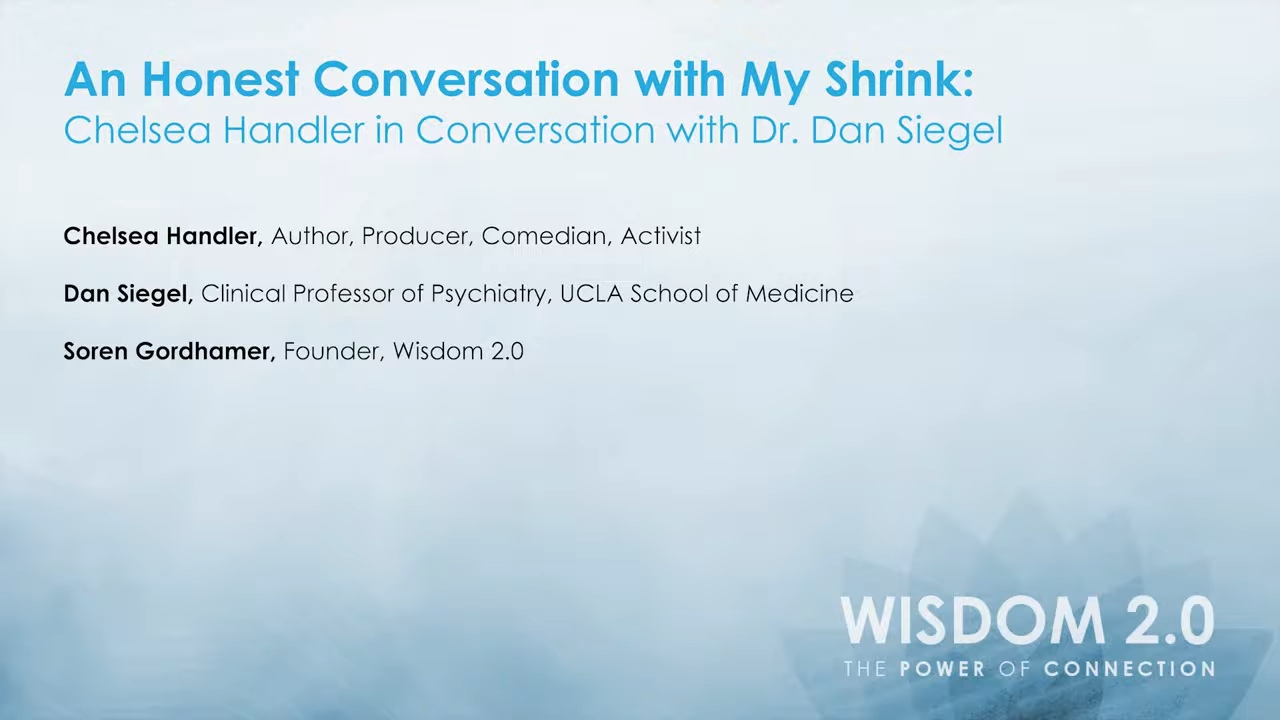 An Honest Conversation with My Shrink:
Chelsea Handler in Conversation with Dr. Dan Siegel
Chelsea Handler, Author, Producer, Comedian, Activist
Dan Siegel, Clinical Professor of Psychiatry, UCLA School of Medicine
Soren Gordhamer, Founder, Wisdom 2.0
WISDOM 2.0
THE POWER OF CONNECTION